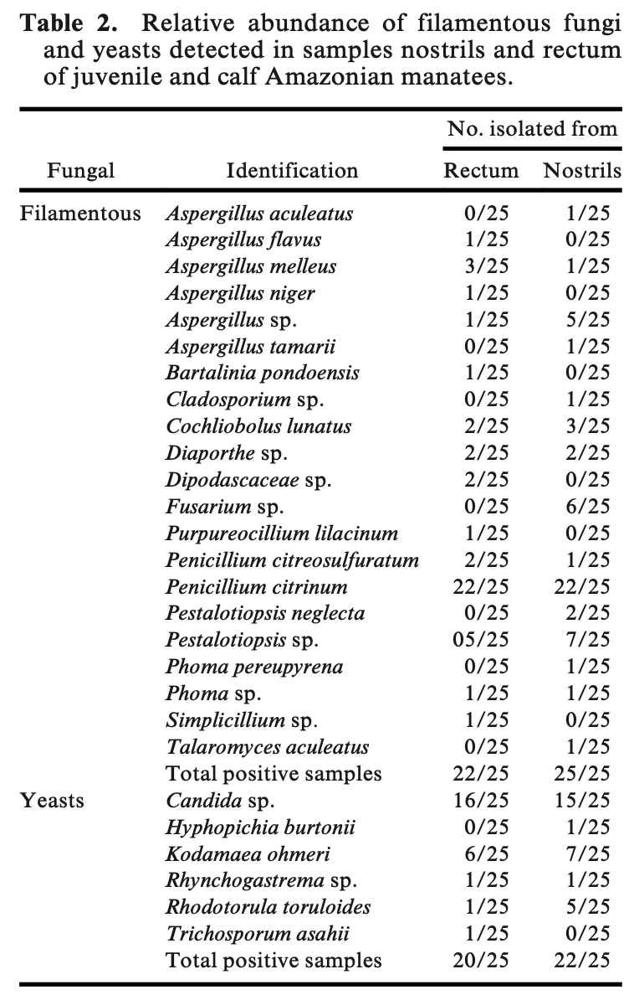 Table 2. Relative abundance of filamentous fungi
and yeasts detected in samples nostrils and rectum
of juvenile and calf Amazonian manatees.
No. isolated from
Fungal Identification Rectum Nostrils
Filamentous Aspergillus aculeatus 0/25 1/25
Aspergillus flavus 1/25 0/25
Aspergillus melleus 3/25 1/25
Aspergillus niger 1/25 0/25
Aspergillus sp. 1/25 5/25
Aspergillus tamarii 0/25 1/25
Bartalinia pondoensis 1/25 0/25
Cladosporium sp. 0/25 1/25
Cochliobolus lunatus 2/25 3/25
Diaporthe sp. 2/25 2/25
Dipodascaceae sp. 2/25 0/25
Fusarium sp. 0/25 6/25
Purpureocillium lilacinum 1/25 0/25
Penicillium citreosulfuratum 2/25 1/25
Penicillium citrinum 22/25 22/25
Pestalotiopsis neglecta 0/25 2/25
Pestalotiopsis sp. 05/25 7/25
Phoma pereupyrena 0/25 1/25
Phoma sp. 1/25 1/25
Simplicillium sp. 1/25 0/25
Talaromyces aculeatus 0/25 1/25
Total positive samples 22/25 25/25
Yeasts Candida sp. 16/25 15/25
Hyphopichia burtonii 0/25 1/25
Kodamaea ohmeri 6/25 7/25
Rhynchogastrema sp. 1/25 1/25
Rhodotorula toruloides 1/25 5/25
Trichosporum asahii 1/25 0/25
Total positive samples 20/25 22/25